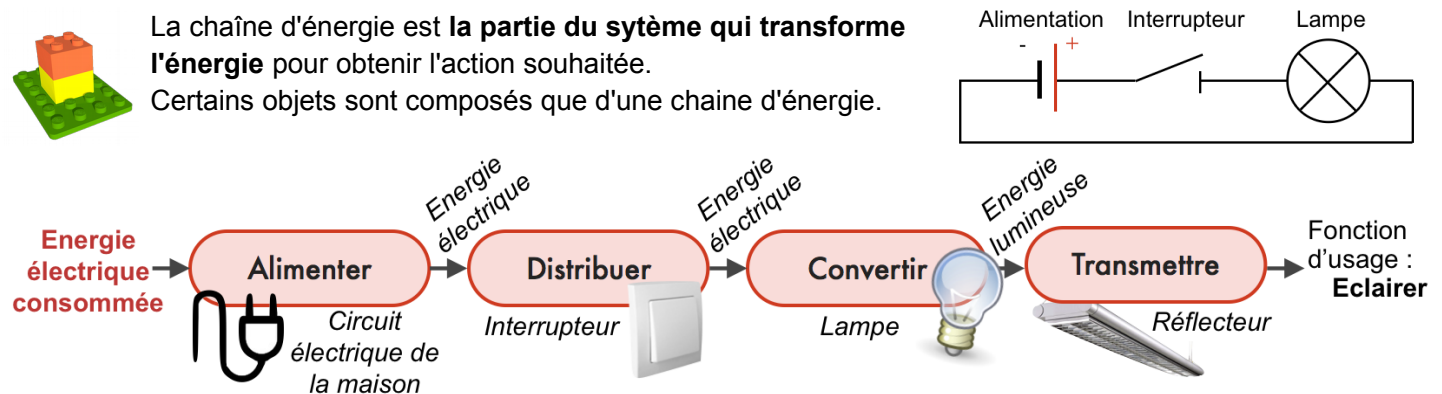 La chaîne d'énergie est la partie du sytème qui transforme
l'énergie pour obtenir l'action souhaitée.
Certains objets sont composés que d'une chaine d'énergie.
Alimentation Interrupteur Lampe
- +
Energie
électrique
consommée
Alimenter
Circuit
électrique de
la maison
Energie
électrique
Distribuer
Interrupteur
Energie
électrique
Convertir
Lampe
Energie
lumineuse
Transmettre
Réflecteur
Fonction
d'usage :
Eclairer